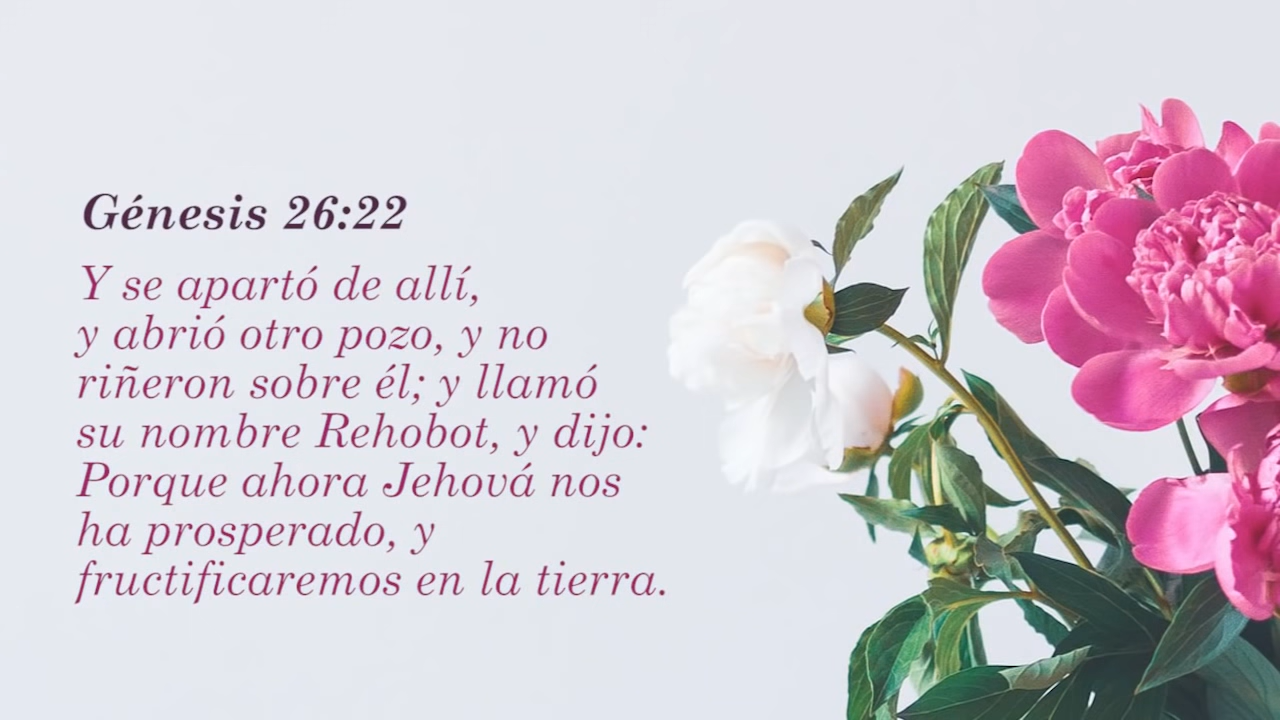 Génesis 26:22
Y se apartó de allí,
y abrió otro pozo, y no
riñeron sobre él; y llamó
su nombre Rehobot, y dijo:
Porque ahora Jehová nos
ha prosperado, y
fructificaremos en la tierra.